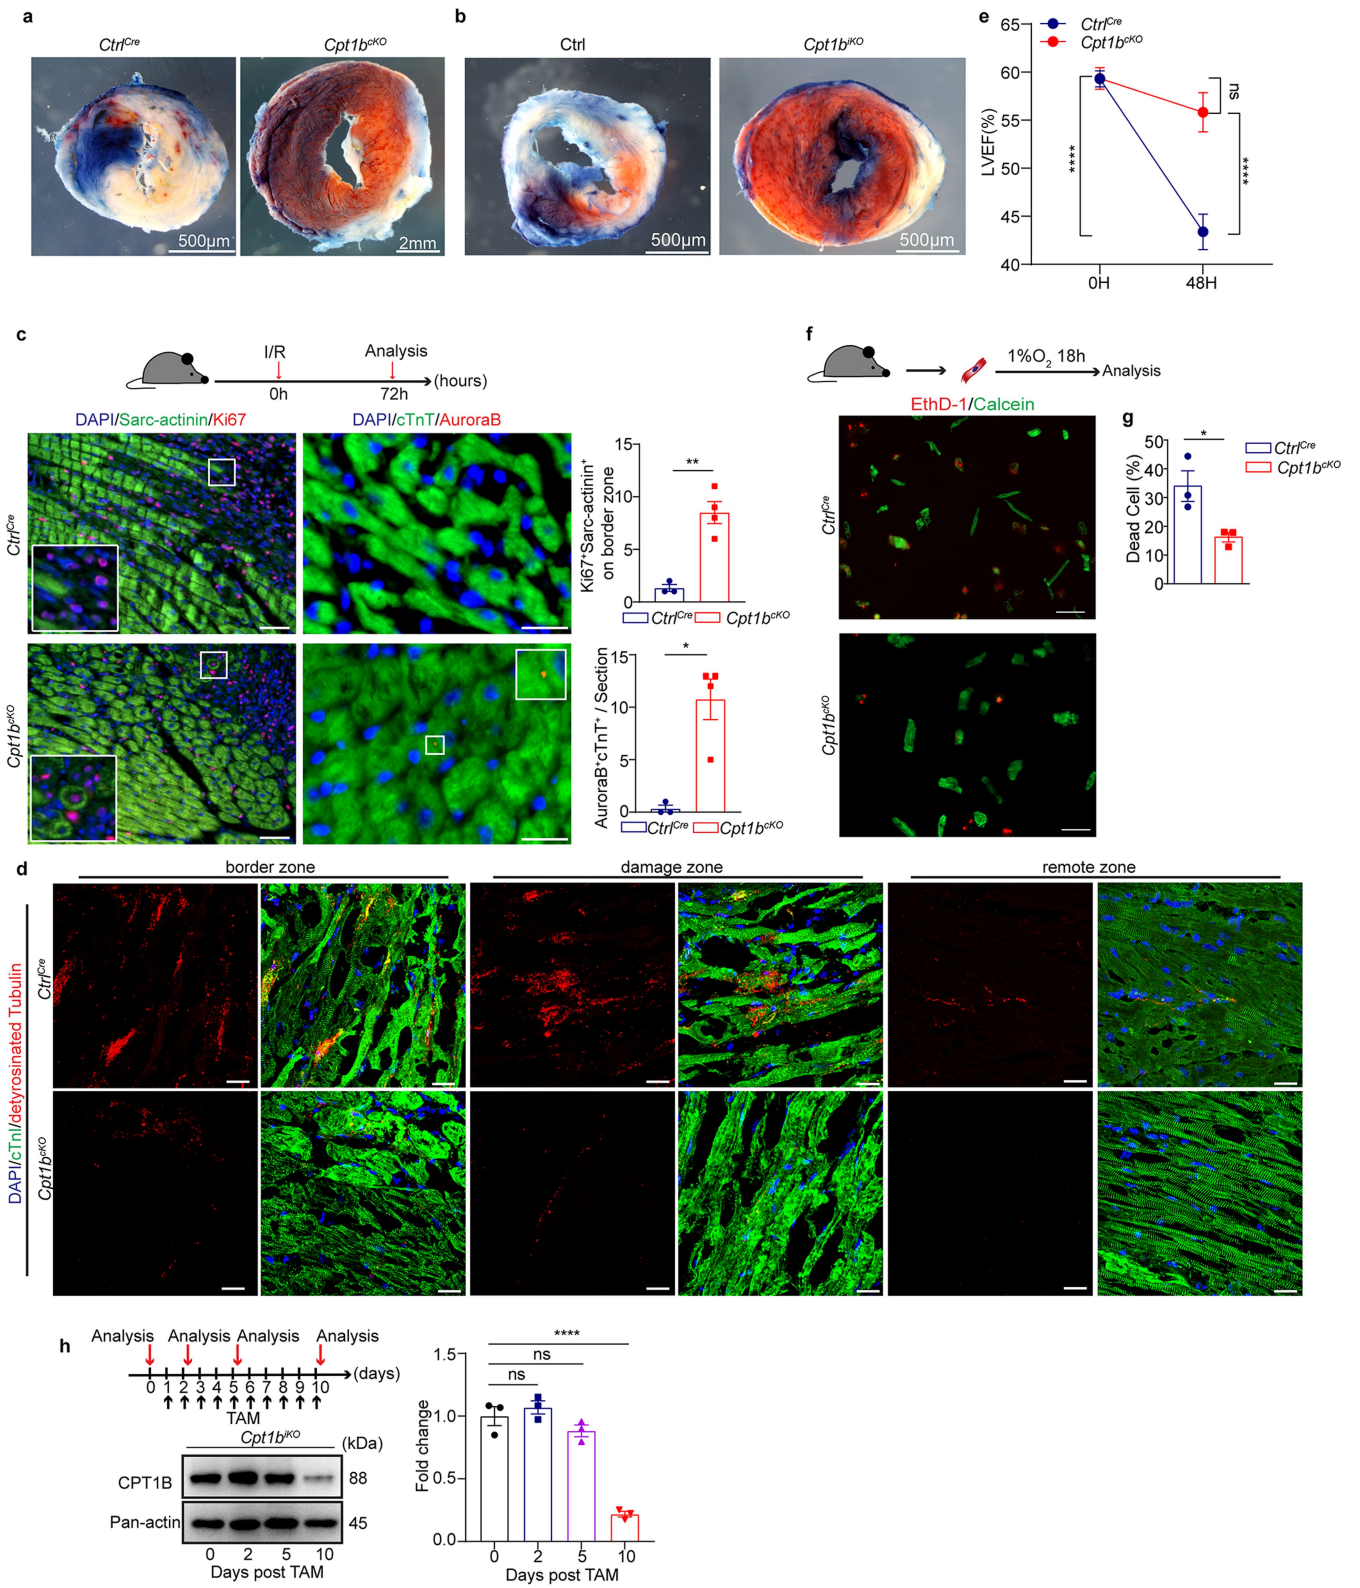 a
Ctrl^Cre
Cpt1b^cKO
500µm
2mm
b
Ctrl
Cpt1b^iKO
500µm
500µm
e
Ctrl^Cre
Cpt1b^cKO
LVEF(%)
65
60
55
50
45
40
0H
48H
****
ns
****
c
I/R
Analysis
0h
72h
(hours)
DAPI/Sarc-actinin/Ki67
DAPI/cTnT/AuroraB
Ctrl^Cre
Cpt1b^cKO
Ki67⁺Sarc-actinin⁺
on border zone
15
10
5
0
**
Ctrl^Cre
Cpt1b^cKO
AuroraB⁺cTnT⁺ / Section
15
10
5
0
*
Ctrl^Cre
Cpt1b^cKO
f
1%O₂ 18h
Analysis
EthD-1/Calcein
Ctrl^Cre
Cpt1b^cKO
g
Dead Cell (%)
50
40
30
20
10
0
*
Ctrl^Cre
Cpt1b^cKO
d
border zone
damage zone
remote zone
DAPI/cTnI/detyrosinated Tubulin
Ctrl^Cre
Cpt1b^cKO
h
Analysis Analysis Analysis Analysis
(days)
0 1 2 3 4 5 6 7 8 9 10
TAM
Cpt1b^iKO
(kDa)
CPT1B
88
Pan-actin
45
0 2 5 10
Days post TAM
Fold change
1.5
1.0
0.5
0.0
****
ns
ns
0 2 5 10
Days post TAM